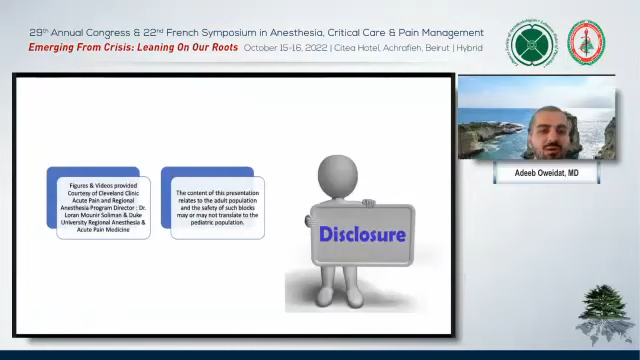 29th Annual Congress & 22nd French Symposium in Anesthesia, Critical Care & Pain Management
Emerging From Crisis: Leaning On Our Roots October 15-16, 2022 | Citea Hotel, Achrafieh, Beirut | Hybrid
Figures & Videos provided
Courtesy of Cleveland Clinic
Acute Pain and Regional
Anesthesia Program Director : Dr.
Loran Mounir Soliman & Duke
University Regional Anesthesia &
Acute Pain Medicine
The content of this presentation
relates to the adult population
and the safety of such blocks
may or may not translate to the
pediatric population.
Disclosure
Adeeb Oweidat, MD